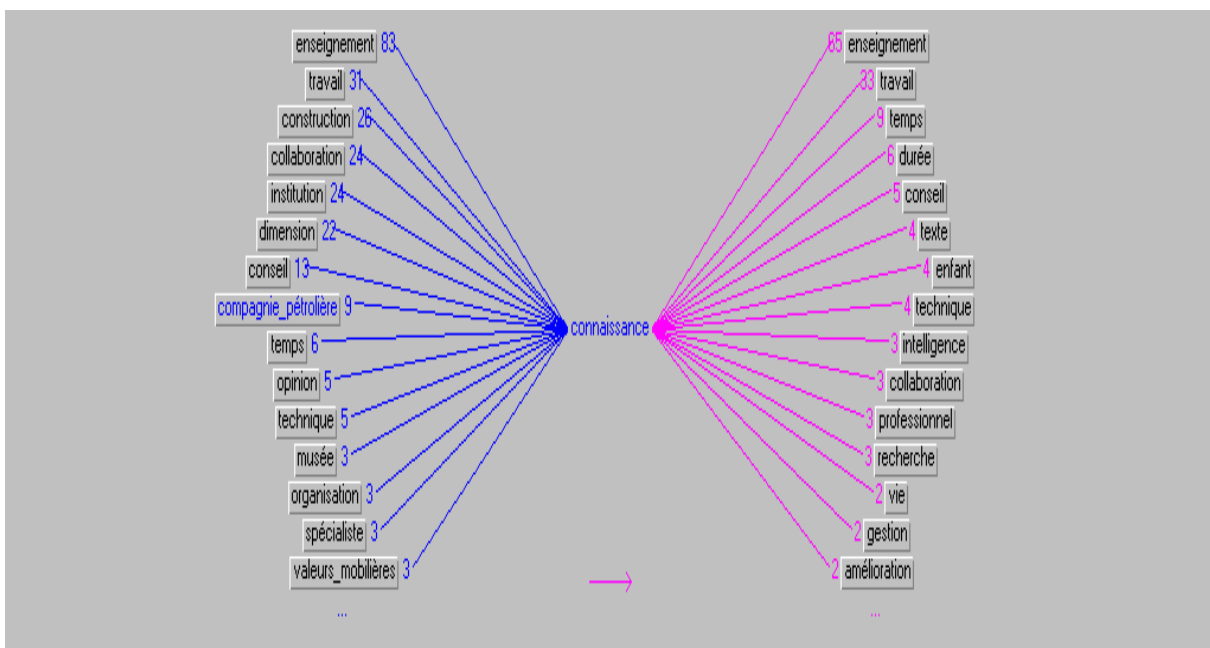 enseignement 83
travail 31
construction 26
collaboration 24
institution 24
dimension 22
conseil 13
compagnie_pétrolière 9
temps 6
opinion 5
technique 5
musée 3
organisation 3
spécialiste 3
valeurs_mobilières 3
...
connaissance
65 enseignement
33 travail
9 temps
6 durée
5 conseil
4 texte
4 enfant
4 technique
3 intelligence
3 collaboration
3 professionnel
3 recherche
2 vie
2 gestion
2 amélioration
...